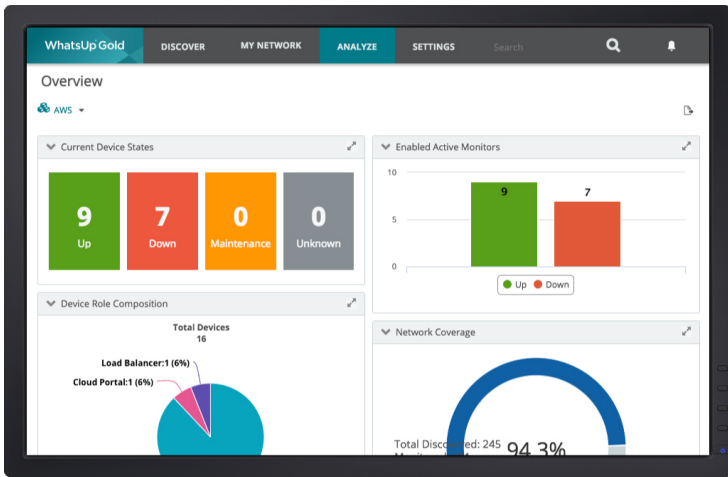 WhatsUp Gold DISCOVER MY NETWORK ANALYZE SETTINGS Search
Overview
AWS
Current Device States
9 7 0 0
Up Down Maintenance Unknown
Enabled Active Monitors
10
9
7
5
0
Up Down
Device Role Composition
Total Devices
16
Load Balancer:1 (6%)
Cloud Portal:1 (6%)
Network Coverage
Total Discovered: 245
94.3%